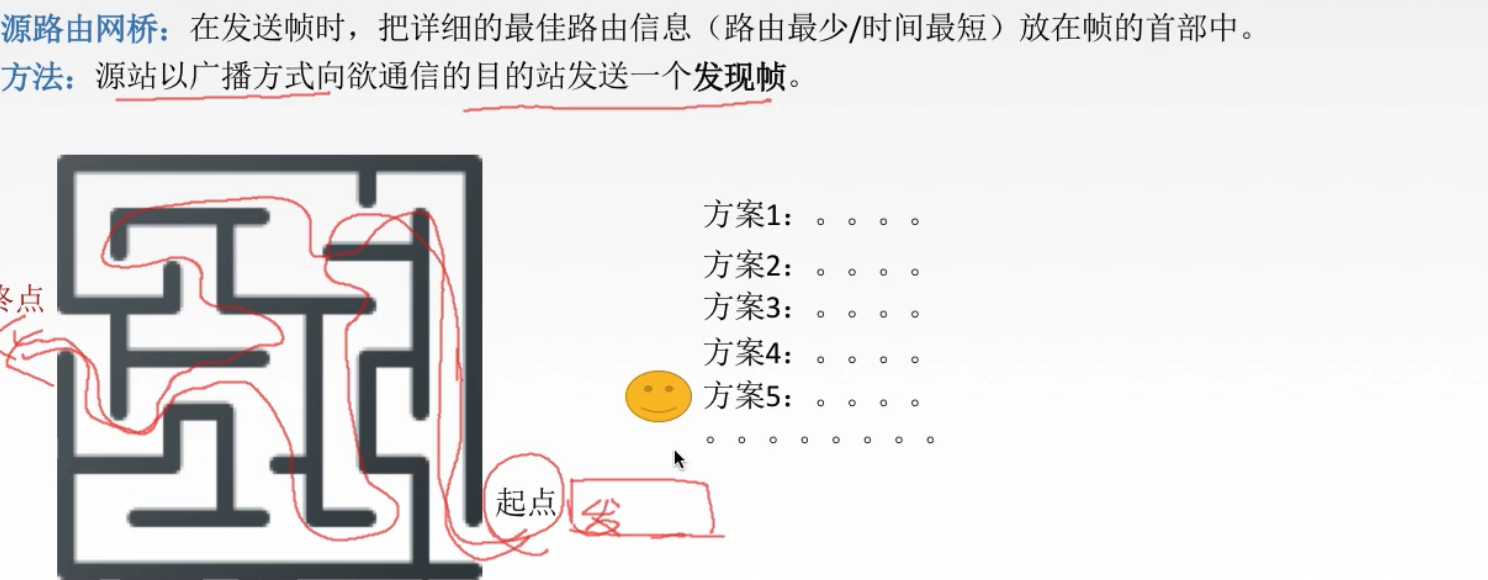 源路由网桥：在发送帧时，把详细的最佳路由信息（路由最少/时间最短）放在帧的首部中。
方法：源站以广播方式向欲通信的目的站发送一个发现帧。
方案1：。。。。
方案2：。。。。
终点
方案3：。。。。
方案4：。。。。
方案5：。。。。
。。。。。。。。
起点
发